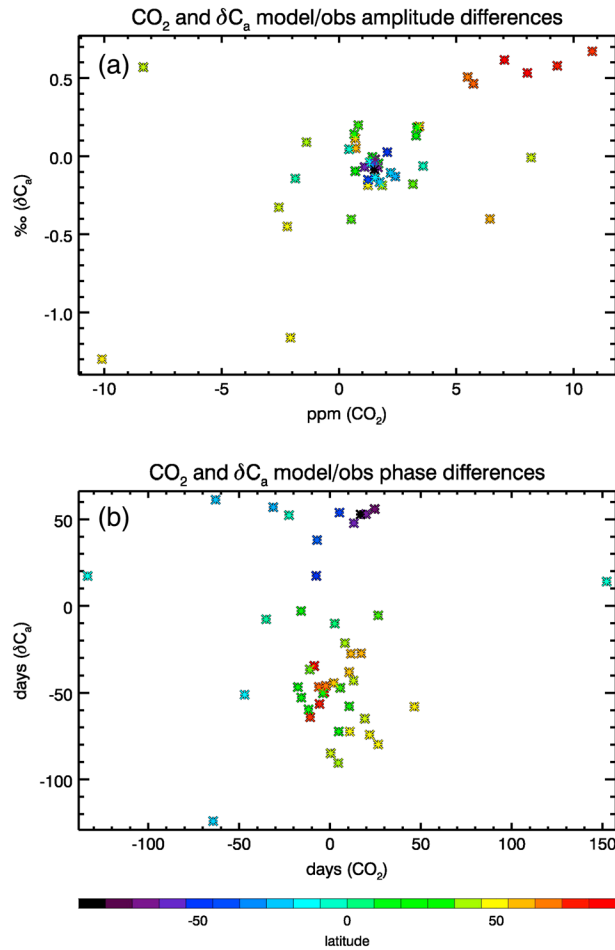 CO₂ and δCₐ model/obs amplitude differences
(a)
0.5
0.0
-0.5
-1.0
‰ (δCₐ)
-10 -5 0 5 10
ppm (CO₂)
CO₂ and δCₐ model/obs phase differences
(b)
50
0
-50
-100
days (δCₐ)
-100 -50 0 50 100 150
days (CO₂)
-50 0 50
latitude